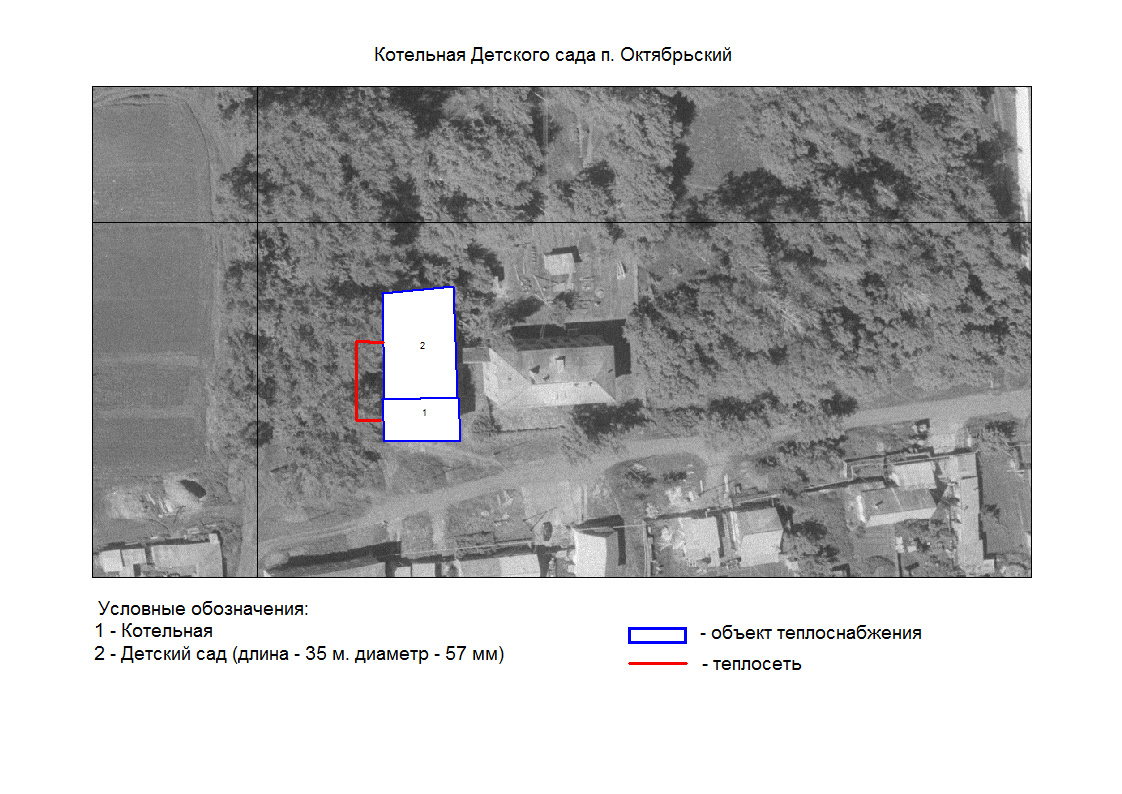 Котельная Детского сада п. Октябрьский
2
1
Условные обозначения:
1 - Котельная
2 - Детский сад (длина - 35 м. диаметр - 57 мм)
- объект теплоснабжения
- теплосеть